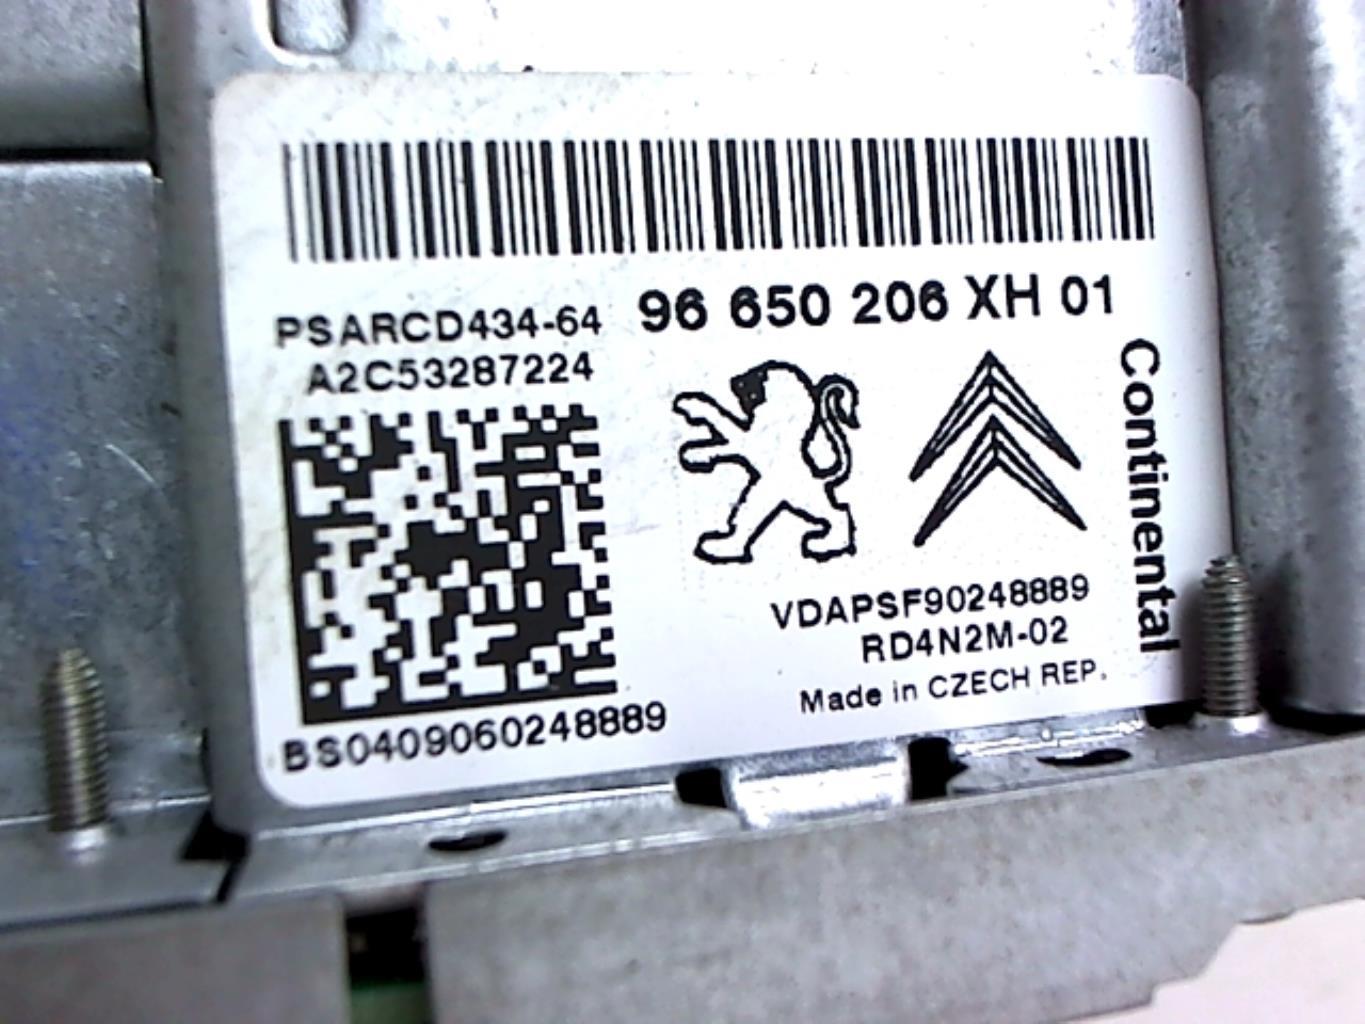 PSARCD434-64 96 650 206 XH 01
A2C53287224
Continental
VDAPSF90248889
RD4N2M-02
Made in CZECH REP.
BS0409060248889